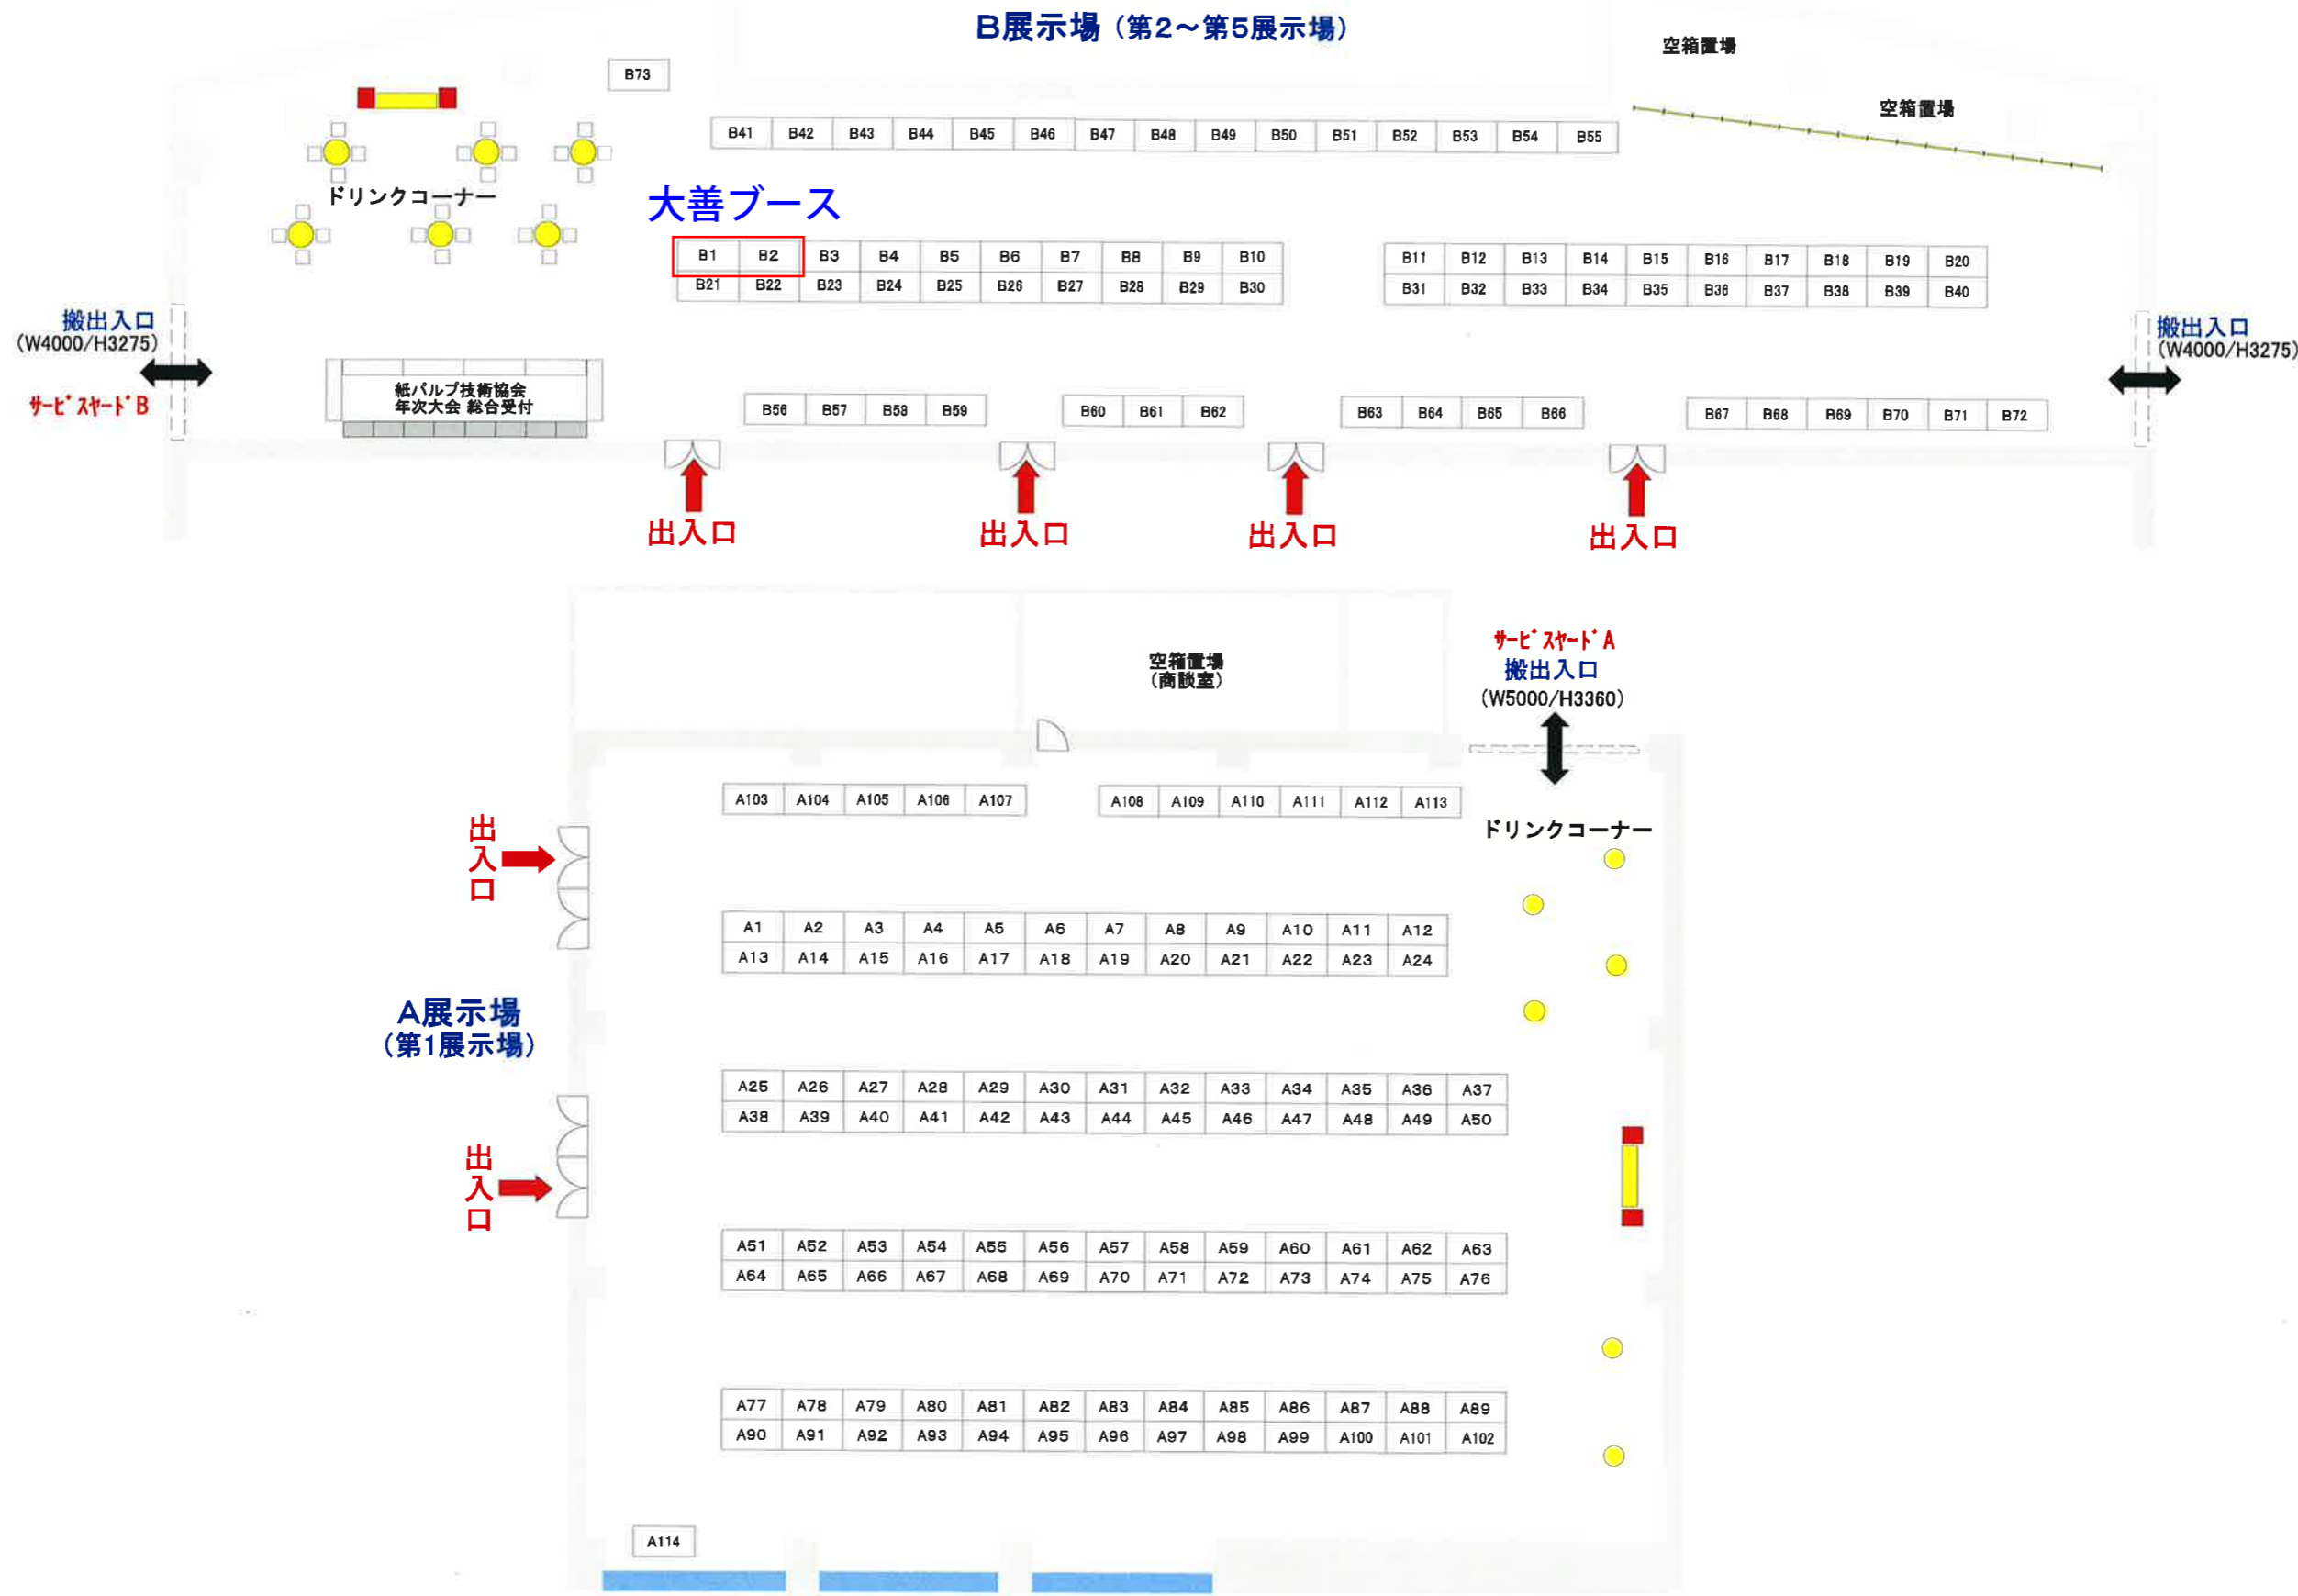 B展示場（第2～第5展示場）
空箱置場
B73
空箱置場
B41 B42 B43 B44 B45 B46 B47 B48 B49 B50 B51 B52 B53 B54 B55
ドリンクコーナー
大善ブース
B1 B2 B3 B4 B5 B6 B7 B8 B9 B10
B11 B12 B13 B14 B15 B16 B17 B18 B19 B20
B21 B22 B23 B24 B25 B26 B27 B28 B29 B30
B31 B32 B33 B34 B35 B36 B37 B38 B39 B40
搬出入口
(W4000/H3275)
サービスヤードB
搬出入口
(W4000/H3275)
紙パルプ技術協会
年次大会 総合受付
B56 B57 B58 B59
B60 B61 B62
B63 B64 B65 B66
B67 B68 B69 B70 B71 B72
出入口
出入口
出入口
出入口
空箱置場
（商談室）
サービスヤードA
搬出入口
(W5000/H3360)
A103 A104 A105 A106 A107
A108 A109 A110 A111 A112 A113
ドリンクコーナー
出入口
A1 A2 A3 A4 A5 A6 A7 A8 A9 A10 A11 A12
A13 A14 A15 A16 A17 A18 A19 A20 A21 A22 A23 A24
A展示場
（第1展示場）
A25 A26 A27 A28 A29 A30 A31 A32 A33 A34 A35 A36 A37
A38 A39 A40 A41 A42 A43 A44 A45 A46 A47 A48 A49 A50
出入口
A51 A52 A53 A54 A55 A56 A57 A58 A59 A60 A61 A62 A63
A64 A65 A66 A67 A68 A69 A70 A71 A72 A73 A74 A75 A76
A77 A78 A79 A80 A81 A82 A83 A84 A85 A86 A87 A88 A89
A90 A91 A92 A93 A94 A95 A96 A97 A98 A99 A100 A101 A102
A114